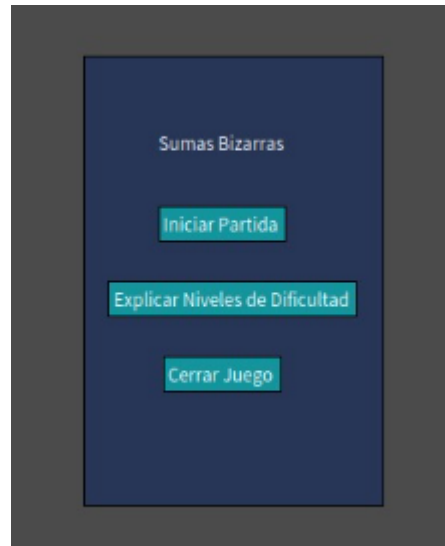 Sumas Bizarras
Iniciar Partida
Explicar Niveles de Dificultad
Cerrar Juego